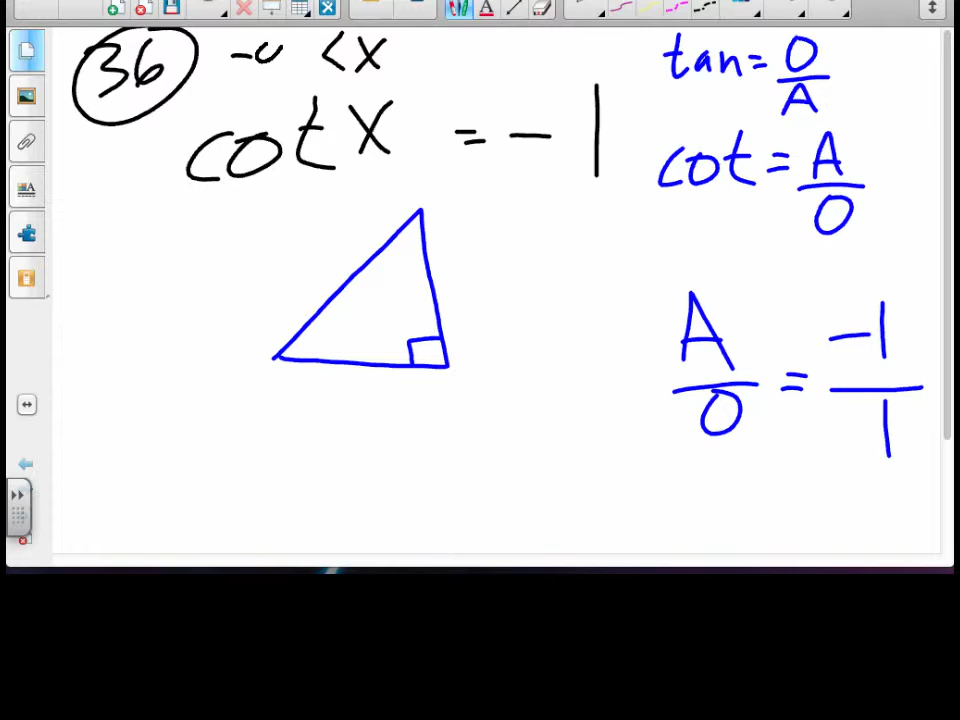 36 -∞ < x
cot x = -1
tan = O/A
cot = A/O
A/O = -1/1